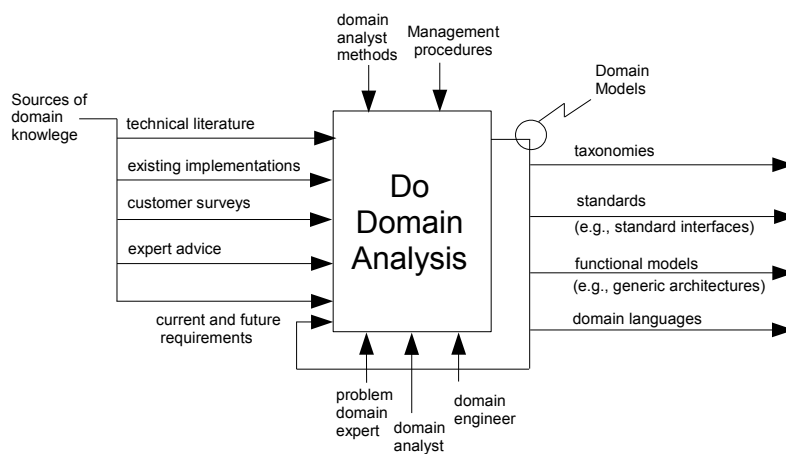 domain
analyst
methods
Management
procedures
Domain
Models
Sources of
domain
knowlege
technical literature
existing implementations
customer surveys
expert advice
current and future
requirements
Do
Domain
Analysis
taxonomies
standards
(e.g., standard interfaces)
functional models
(e.g., generic architectures)
domain languages
problem
domain
expert
domain
analyst
domain
engineer